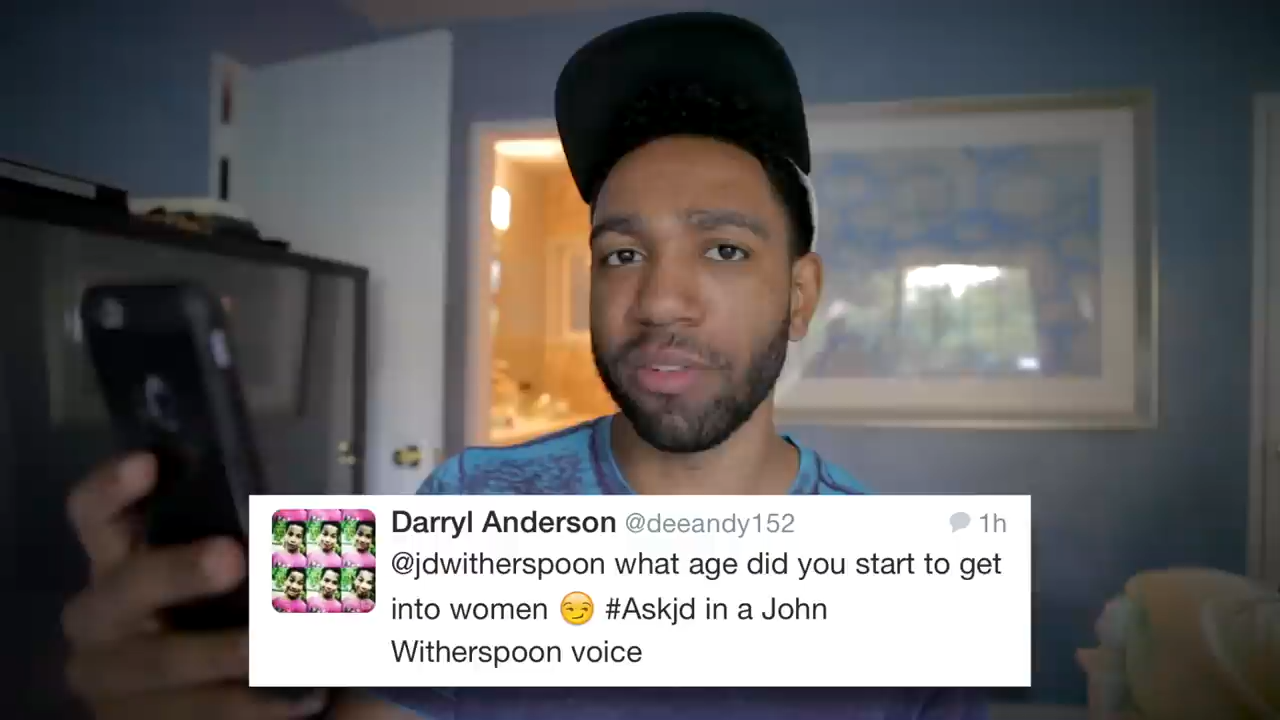 Darryl Anderson @deeandy152 1h
@jdwitherspoon what age did you start to get
into women 😏 #Askjd in a John
Witherspoon voice